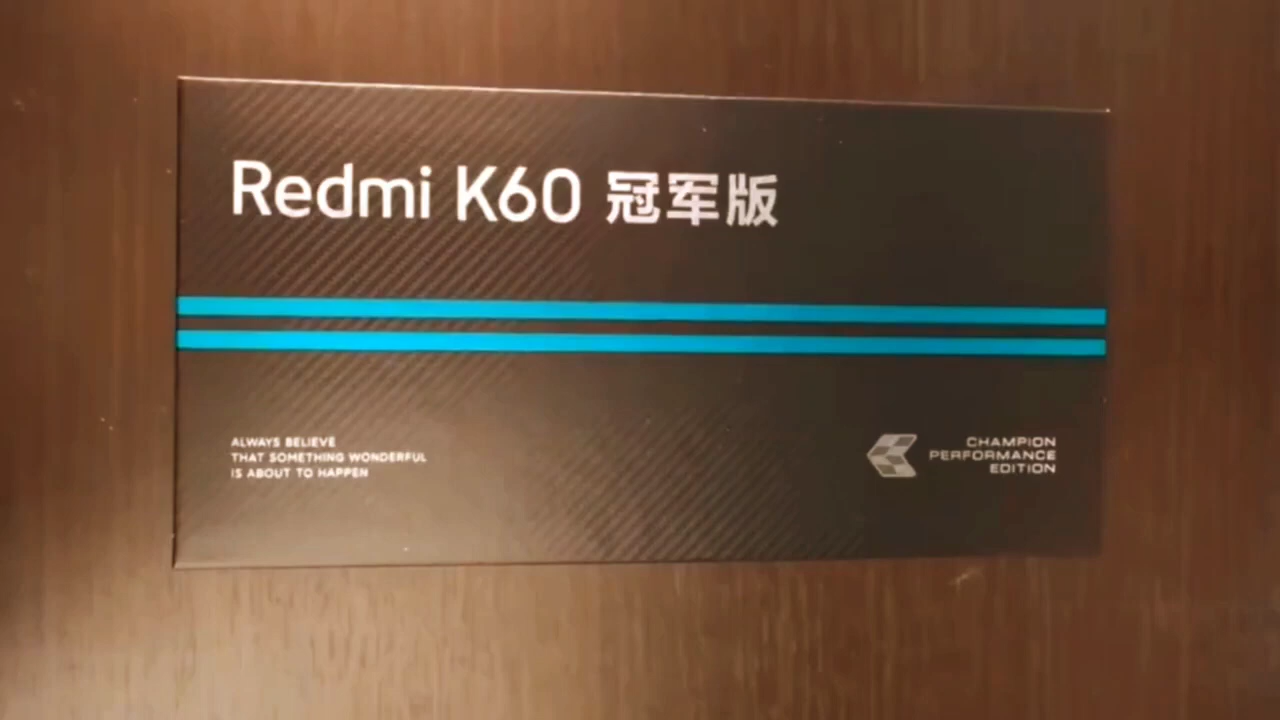 Redmi K60 冠军版
ALWAYS BELIEVE
THAT SOMETHING WONDERFUL
IS ABOUT TO HAPPEN
CHAMPION
PERFORMANCE
EDITION